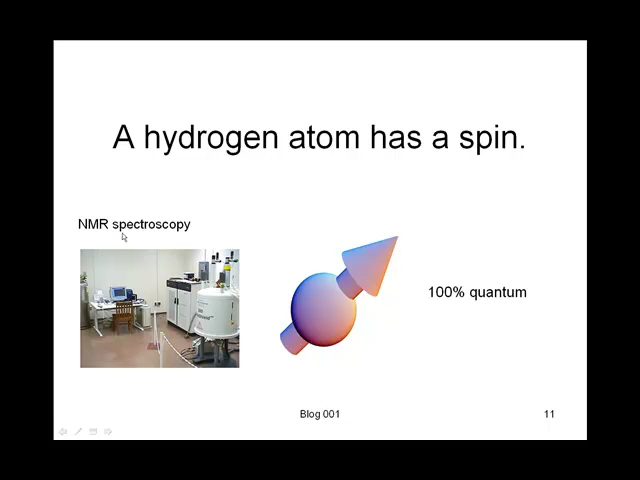 A hydrogen atom has a spin.
NMR spectroscopy
100% quantum
Blog 001
11